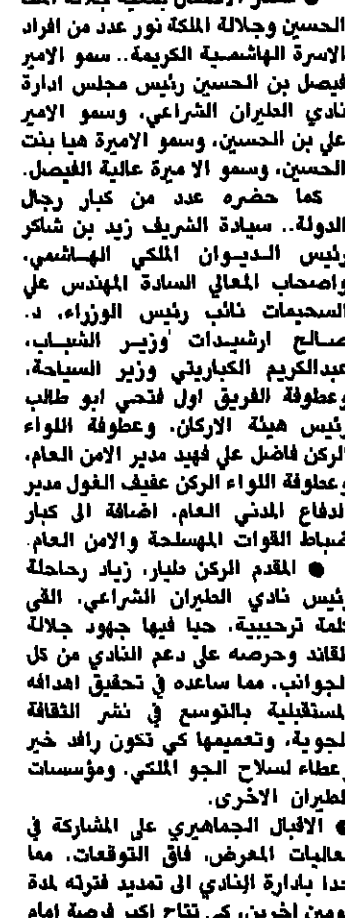 الحسين وجلالة الملكة نور عدد من افراد
الاسرة الهاشمية الكريمة.. سمو الامير
فيصل بن الحسين رئيس مجلس ادارة
نادي الطيران الشراعي، وسمو الامير
علي بن الحسين، وسمو الاميرة هيا بنت
الحسين، وسمو الا ميرة عالية الفيصل.
كما حضره عدد من كبار رجال
الدولة.. سيادة الشريف زيد بن شاكر
رئيس الديوان الملكي الهاشمي،
واصحاب المعالي السادة المهندس علي
السحيمات نائب رئيس الوزراء، د.
صالح ارشيدات وزير الشباب،
عبدالكريم الكباريتي وزير السياحة،
وعطوفة الفريق اول فتحي ابو طالب
رئيس هيئة الاركان، وعطوفة اللواء
الركن فاضل علي فهيد مدير الامن العام،
وعطوفة اللواء الركن عفيف الغول مدير
الدفاع المدني العام، اضافة الى كبار
ضباط القوات المسلحة والامن العام.
● المقدم الركن طيار، زياد رحاحلة
رئيس نادي الطيران الشراعي، القى
كلمة ترحيبية، حيا فيها جهود جلالة
القائد وحرصه على دعم النادي من كل
الجوانب، مما ساعده في تحقيق اهدافه
المستقبلية بالتوسع في نشر الثقافة
الجوية، وتعميمها كي تكون رافد خير
وعطاء لسلاح الجو الملكي، ومؤسسات
الطيران الاخرى.
● الاقبال الجماهيري على المشاركة في
فعاليات المعرض، فاق التوقعات، مما
حدا بادارة النادي الى تمديد فترته لمدة
يومين اخرين، كي تتاح اكبر فرصة امام